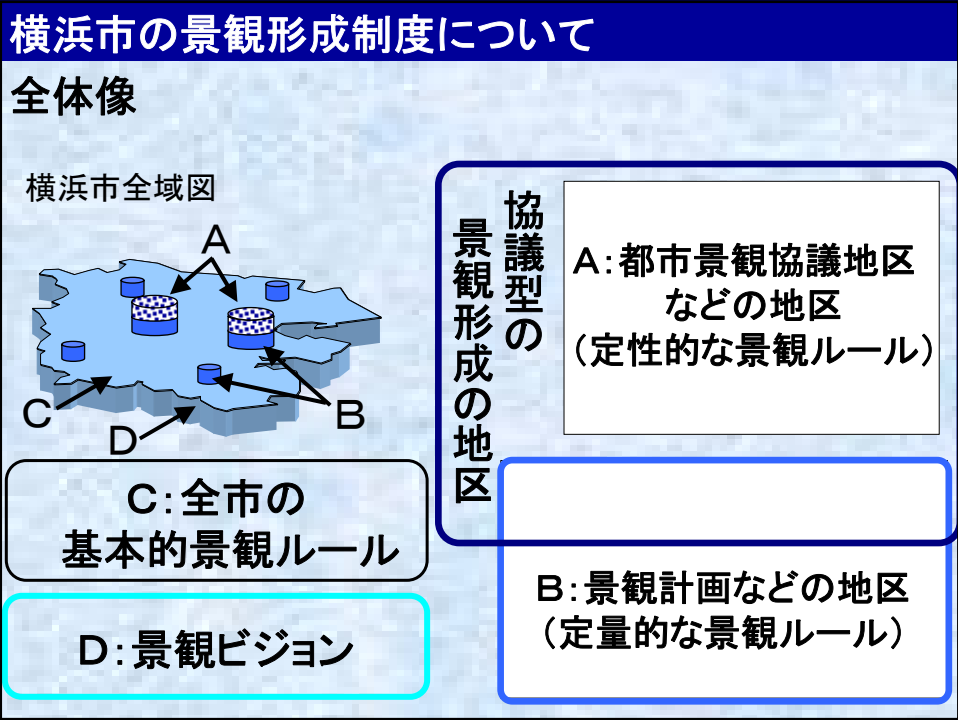 横浜市の景観形成制度について
全体像
横浜市全域図
A
C
D
B
C:全市の
基本的景観ルール
D:景観ビジョン
協議型の
景観形成の地区
A:都市景観協議地区
などの地区
(定性的な景観ルール)
B:景観計画などの地区
(定量的な景観ルール)